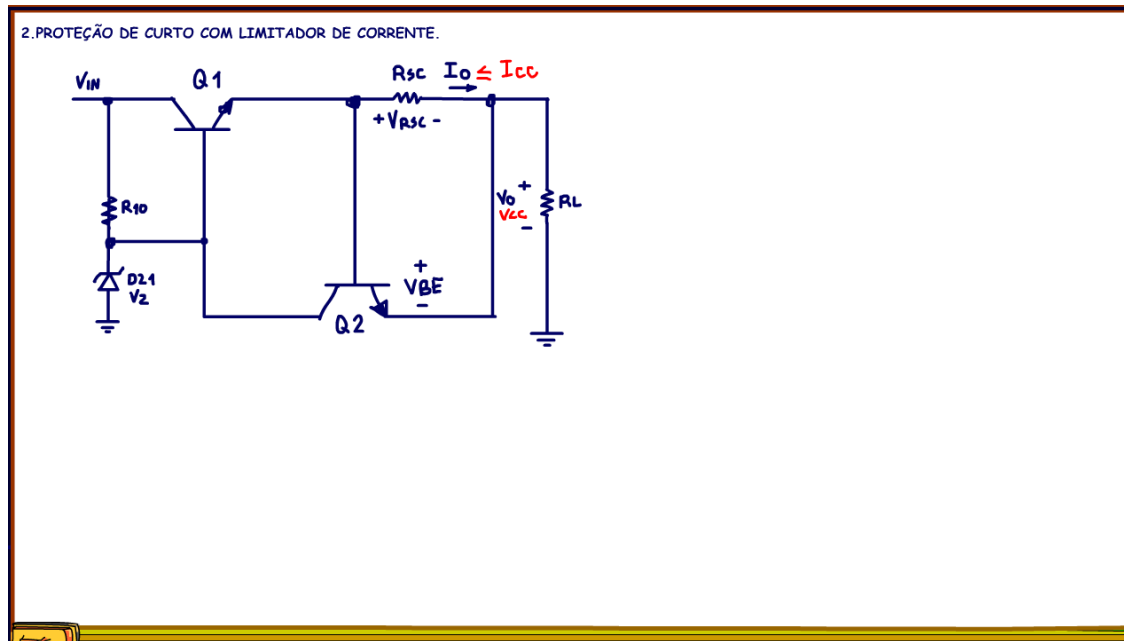 2.PROTEÇÃO DE CURTO COM LIMITADOR DE CORRENTE.
VIN
Q1
RSC
IO ≤ ICC
+VRSC -
R10
VO
+
VCC
-
RL
DZ1
VZ
+
VBE
-
Q2